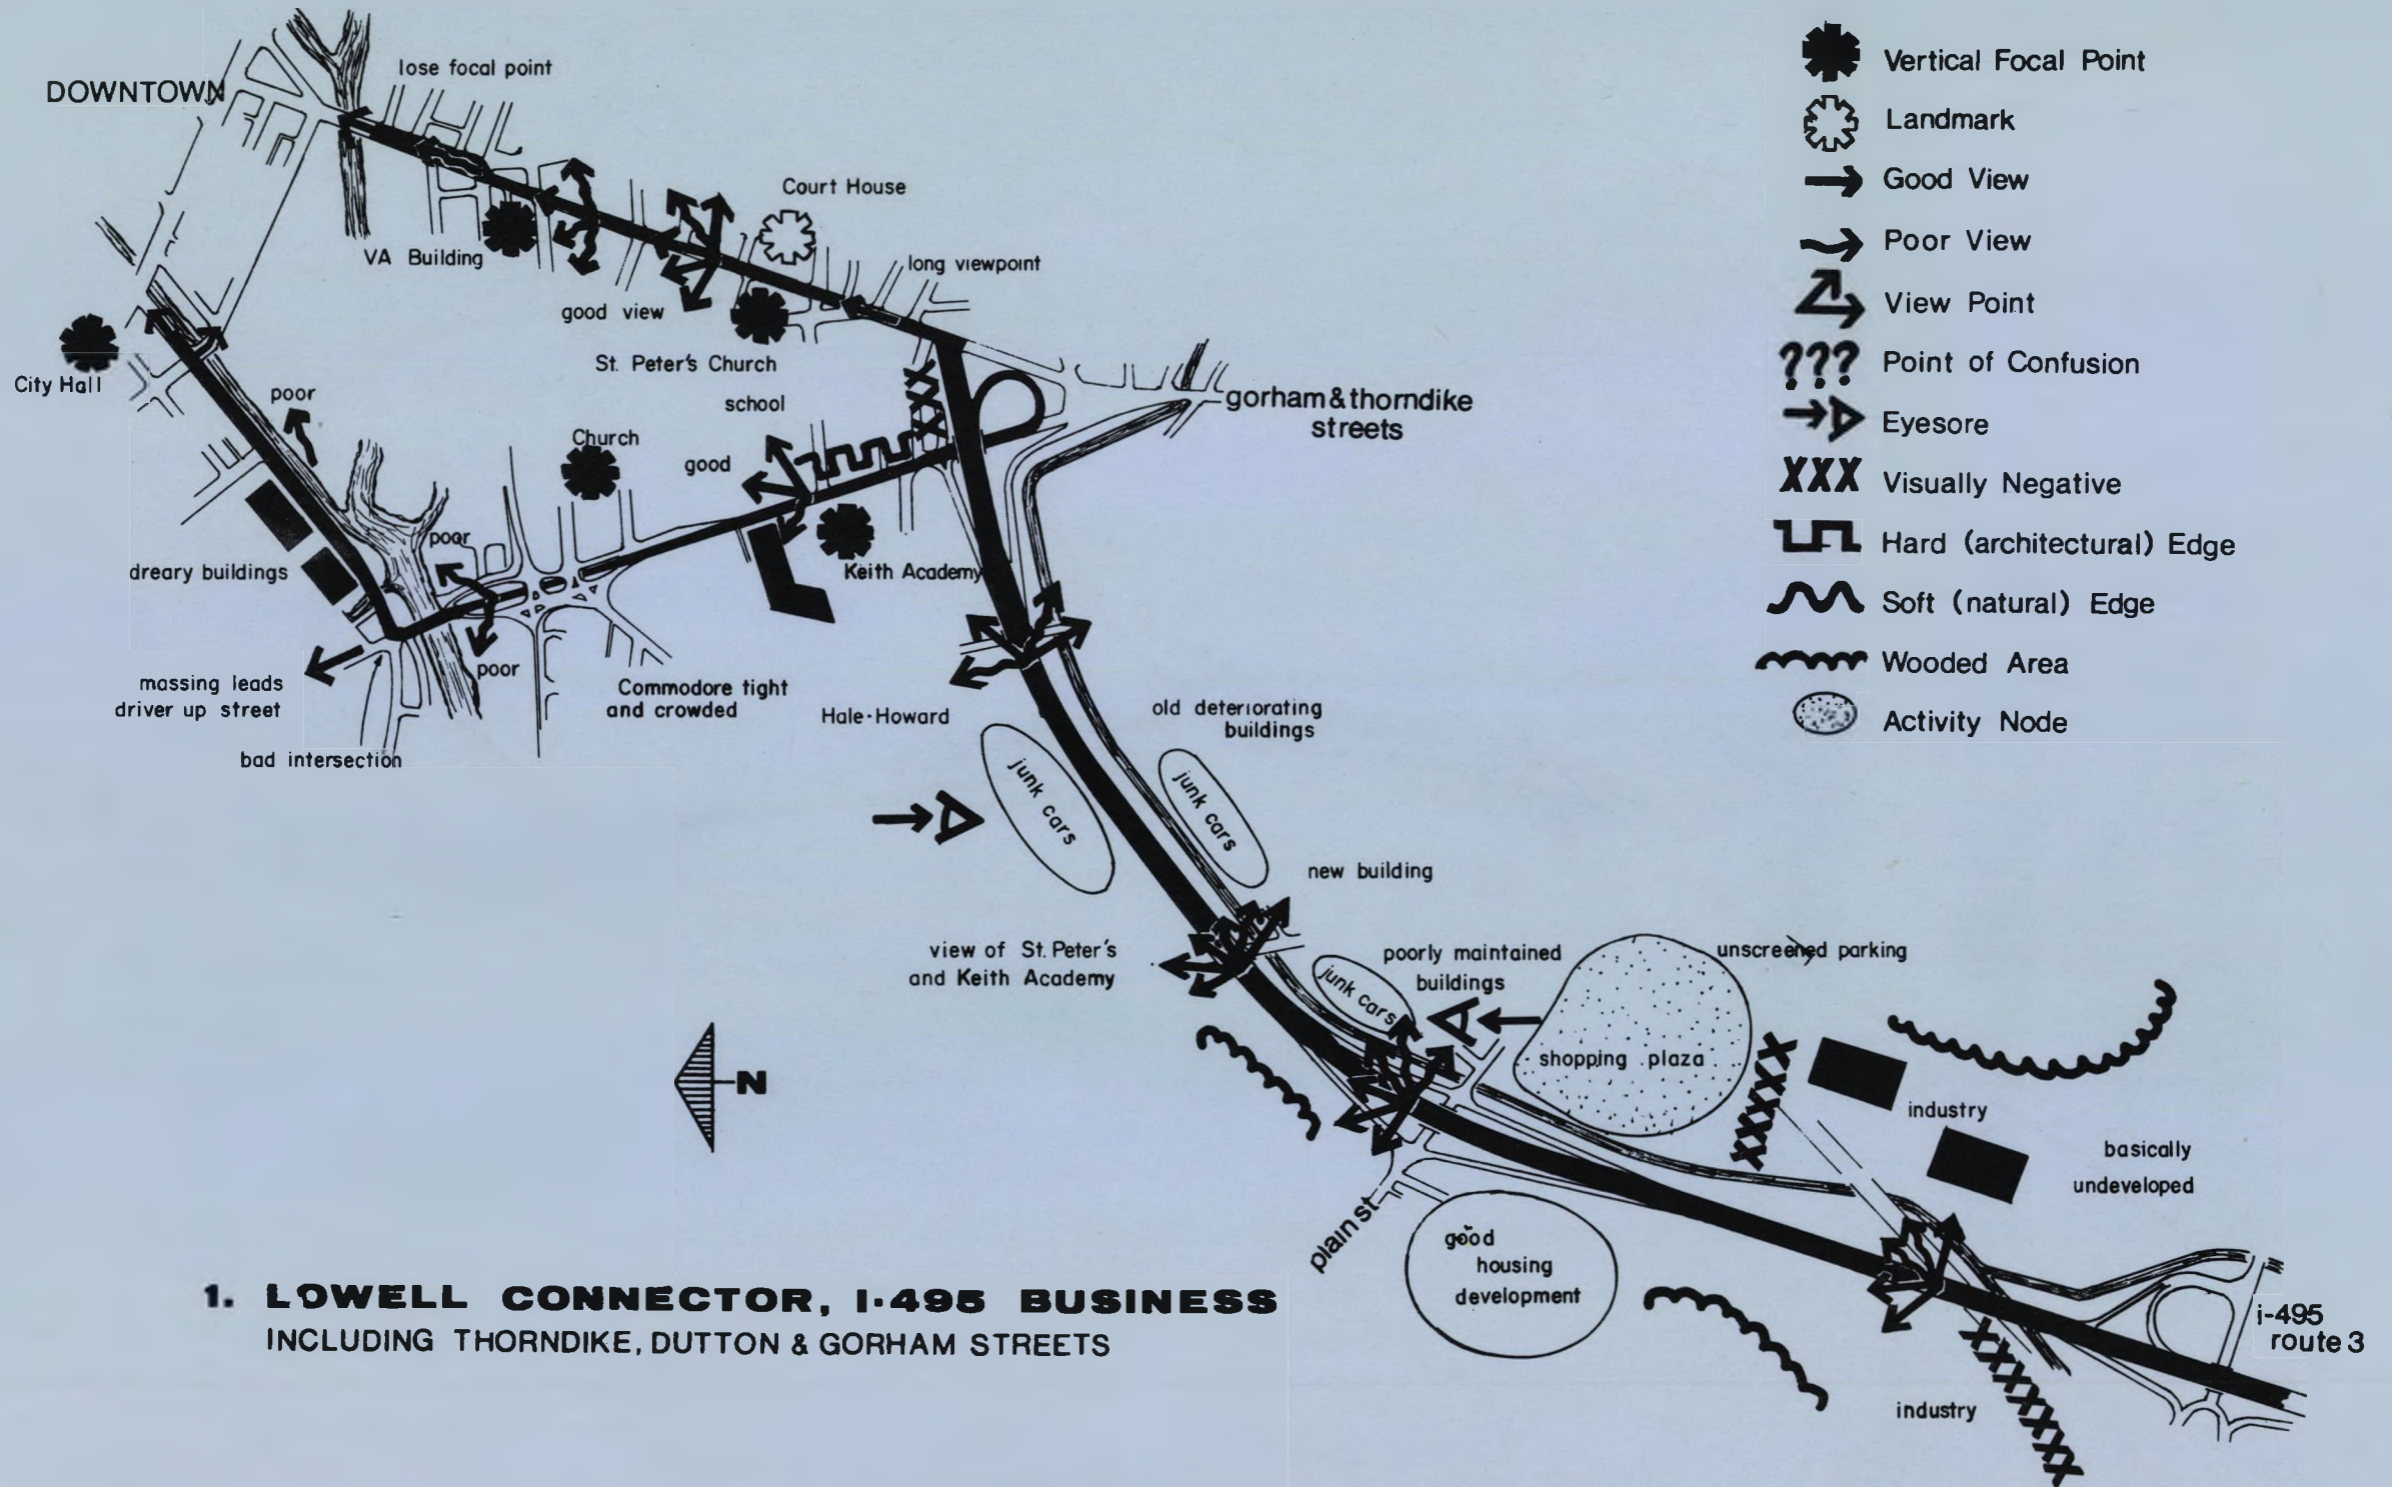 DOWNTOWN
lose focal point
Court House
VA Building
long viewpoint
good view
St. Peter's Church
City Hall
poor
school
gorham & thorndike
streets
Church
good
poor
dreary buildings
Keith Academy
poor
massing leads
driver up street
Commodore tight
and crowded
bad intersection
Hale-Howard
old deteriorating
buildings
junk cars
junk cars
new building
view of St. Peter's
and Keith Academy
junk cars
poorly maintained
buildings
unscreened parking
shopping plaza
industry
basically
undeveloped
N
plain st
good
housing
development
i-495
route 3
industry
Vertical Focal Point
Landmark
Good View
Poor View
View Point
??? Point of Confusion
Eyesore
XXX Visually Negative
Hard (architectural) Edge
Soft (natural) Edge
Wooded Area
Activity Node
1. LOWELL CONNECTOR, I-495 BUSINESS
INCLUDING THORNDIKE, DUTTON & GORHAM STREETS